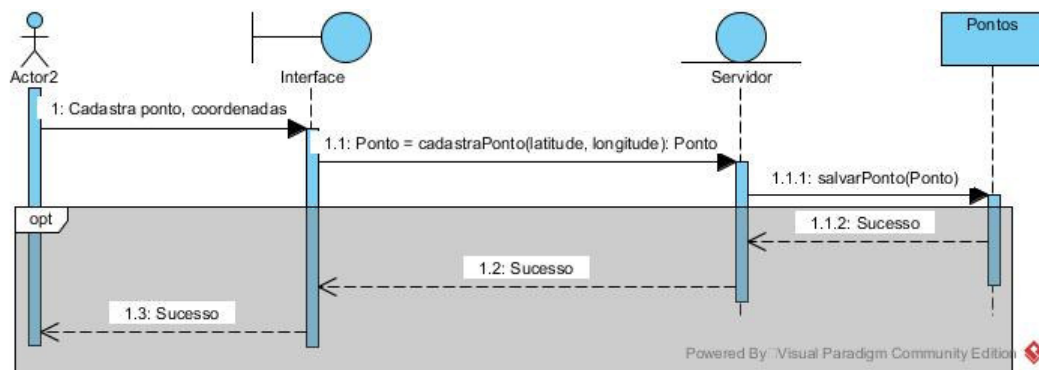 Pontos
Actor2
Interface
Servidor
1: Cadastra ponto, coordenadas
1.1: Ponto = cadastraPonto(latitude, longitude): Ponto
1.1.1: salvarPonto(Ponto)
opt
1.1.2: Sucesso
1.2: Sucesso
1.3: Sucesso
Powered By Visual Paradigm Community Edition